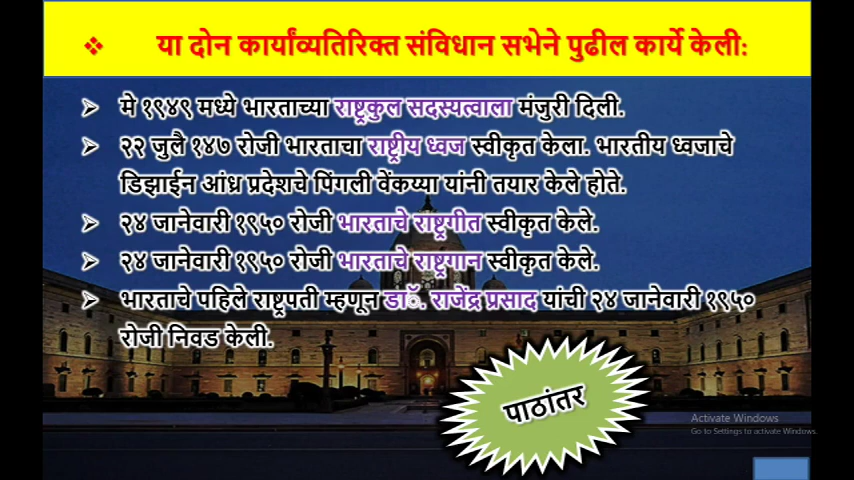 ❖ या दोन कार्यांव्यतिरिक्त संविधान सभेने पुढील कार्ये केली:
➢ मे १९४९ मध्ये भारताच्या राष्ट्रकुल सदस्यत्वाला मंजुरी दिली.
➢ २२ जुलै १४७ रोजी भारताचा राष्ट्रीय ध्वज स्वीकृत केला. भारतीय ध्वजाचे
डिझाईन आंध्र प्रदेशचे पिंगली वेंकय्या यांनी तयार केले होते.
➢ २४ जानेवारी १९५० रोजी भारताचे राष्ट्रगीत स्वीकृत केले.
➢ २४ जानेवारी १९५० रोजी भारताचे राष्ट्रगान स्वीकृत केले.
➢ भारताचे पहिले राष्ट्रपती म्हणून डाॅ. राजेंद्र प्रसाद यांची २४ जानेवारी १९५०
रोजी निवड केली.
पाठांतर
Activate Windows
Go to Settings to activate Windows.